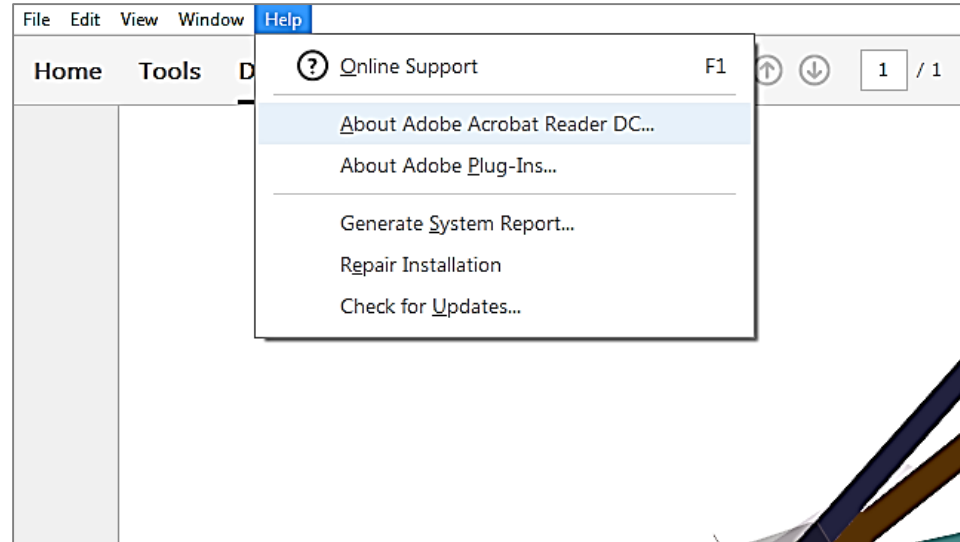 File Edit View Window Help
Home Tools D
1 / 1
? Online Support F1
About Adobe Acrobat Reader DC...
About Adobe Plug-Ins...
Generate System Report...
Repair Installation
Check for Updates...